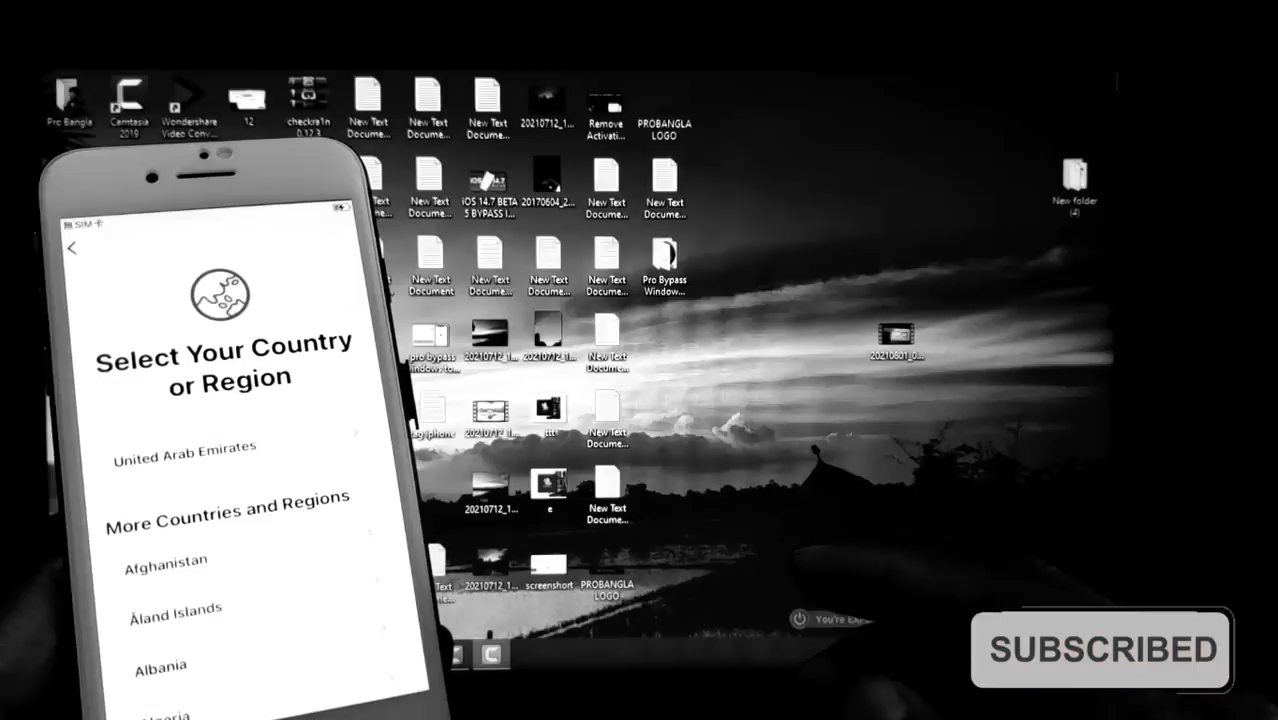 Pro Bangla
Camtasia
2019
Wondershare
Video Conv...
12
checkra1n
0.12.3
New Text
Docume...
New Text
Docume...
New Text
Docume...
20210712_1...
Remove
Activati...
PROBANGLA
LOGO
New Text
Docume...
iOS 14.7 BETA
5 BYPASS I...
20170604_2...
New Text
Docume...
New Text
Docume...
New folder
(4)
New Text
Document
New Text
Docume...
New Text
Docume...
New Text
Docume...
Pro Bypass
Window...
pro bypass
20210712_1...
20210712_1...
New Text
Docume...
20210712_1...
ttt
New Text
Docume...
20210712_1...
e
New Text
Docume...
20210712_1...
screenshort
PROBANGLA
LOGO
無 SIM 卡
Select Your Country
or Region
United Arab Emirates
More Countries and Regions
Afghanistan
Åland Islands
Albania
You're
SUBSCRIBED